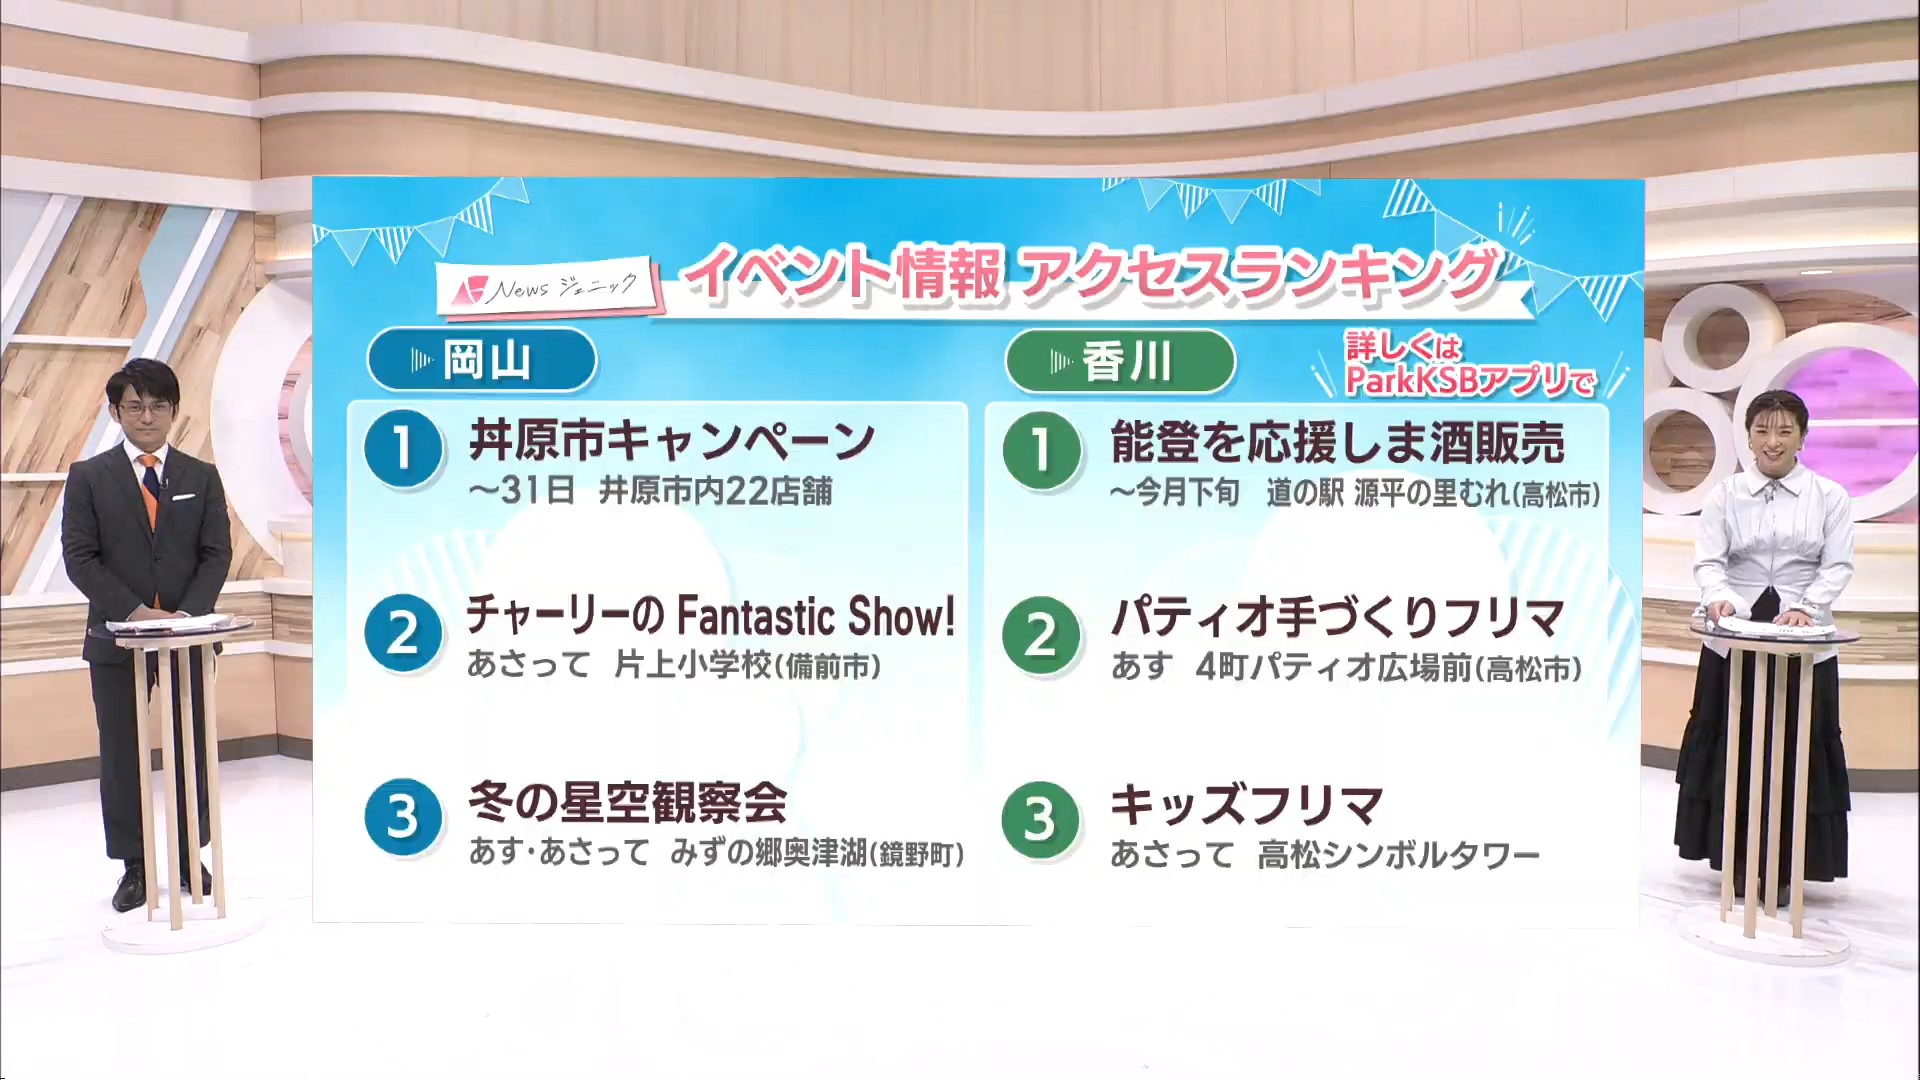 News ジェニック
イベント情報 アクセスランキング
岡山
1 丼原市キャンペーン
～31日 井原市内22店舗
2 チャーリーの Fantastic Show!
あさって 片上小学校(備前市)
3 冬の星空観察会
あす・あさって みずの郷奥津湖(鏡野町)
香川
詳しくは
ParkKSBアプリで
1 能登を応援しま酒販売
～今月下旬 道の駅 源平の里むれ(高松市)
2 パティオ手づくりフリマ
あす 4町パティオ広場前(高松市)
3 キッズフリマ
あさって 高松シンボルタワー